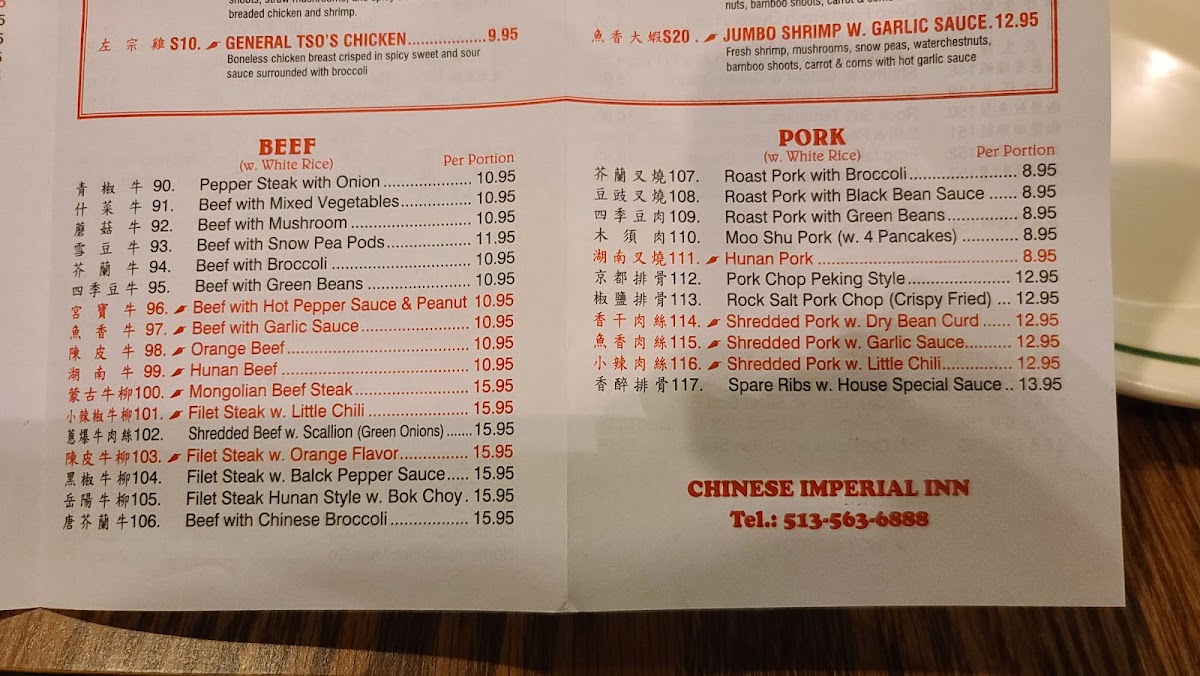 breaded chicken and shrimp.
左宗雞 S10. GENERAL TSO'S CHICKEN................. 9.95
Boneless chicken breast crisped in spicy sweet and sour
sauce surrounded with broccoli
nuts, bamboo shoots, carrot & corns
魚香大蝦 S20. JUMBO SHRIMP W. GARLIC SAUCE.12.95
Fresh shrimp, mushrooms, snow peas, waterchestnuts,
bamboo shoots, carrot & corns with hot garlic sauce
BEEF
(w. White Rice)
Per Portion
青椒牛 90. Pepper Steak with Onion .................... 10.95
什菜牛 91. Beef with Mixed Vegetables................ 10.95
蘑菇牛 92. Beef with Mushroom ........................... 10.95
雪豆牛 93. Beef with Snow Pea Pods................... 11.95
芥蘭牛 94. Beef with Broccoli ............................... 10.95
四季豆牛 95. Beef with Green Beans ........................ 10.95
宮寶牛 96. Beef with Hot Pepper Sauce & Peanut 10.95
魚香牛 97. Beef with Garlic Sauce......................... 10.95
陳皮牛 98. Orange Beef.......................................... 10.95
湖南牛 99. Hunan Beef ........................................... 10.95
蒙古牛柳100. Mongolian Beef Steak.......................... 15.95
小辣椒牛柳101. Filet Steak w. Little Chili ....................... 15.95
蔥爆牛肉絲102. Shredded Beef w. Scallion (Green Onions).......15.95
陳皮牛柳103. Filet Steak w. Orange Flavor................ 15.95
黑椒牛柳104. Filet Steak w. Balck Pepper Sauce..... 15.95
岳陽牛柳105. Filet Steak Hunan Style w. Bok Choy. 15.95
唐芥蘭牛106. Beef with Chinese Broccoli.................. 15.95
PORK
(w. White Rice)
Per Portion
芥蘭叉燒107. Roast Pork with Broccoli......................... 8.95
豆豉叉燒108. Roast Pork with Black Bean Sauce ...... 8.95
四季豆肉109. Roast Pork with Green Beans................ 8.95
木須肉110. Moo Shu Pork (w. 4 Pancakes) ............ 8.95
湖南叉燒111. Hunan Pork ............................................ 8.95
京都排骨112. Pork Chop Peking Style....................... 12.95
椒鹽排骨113. Rock Salt Pork Chop (Crispy Fried) ... 12.95
香干肉絲114. Shredded Pork w. Dry Bean Curd ...... 12.95
魚香肉絲115. Shredded Pork w. Garlic Sauce........... 12.95
小辣肉絲116. Shredded Pork w. Little Chili................ 12.95
香醉排骨117. Spare Ribs w. House Special Sauce .. 13.95
CHINESE IMPERIAL INN
Tel.: 513-563-6888